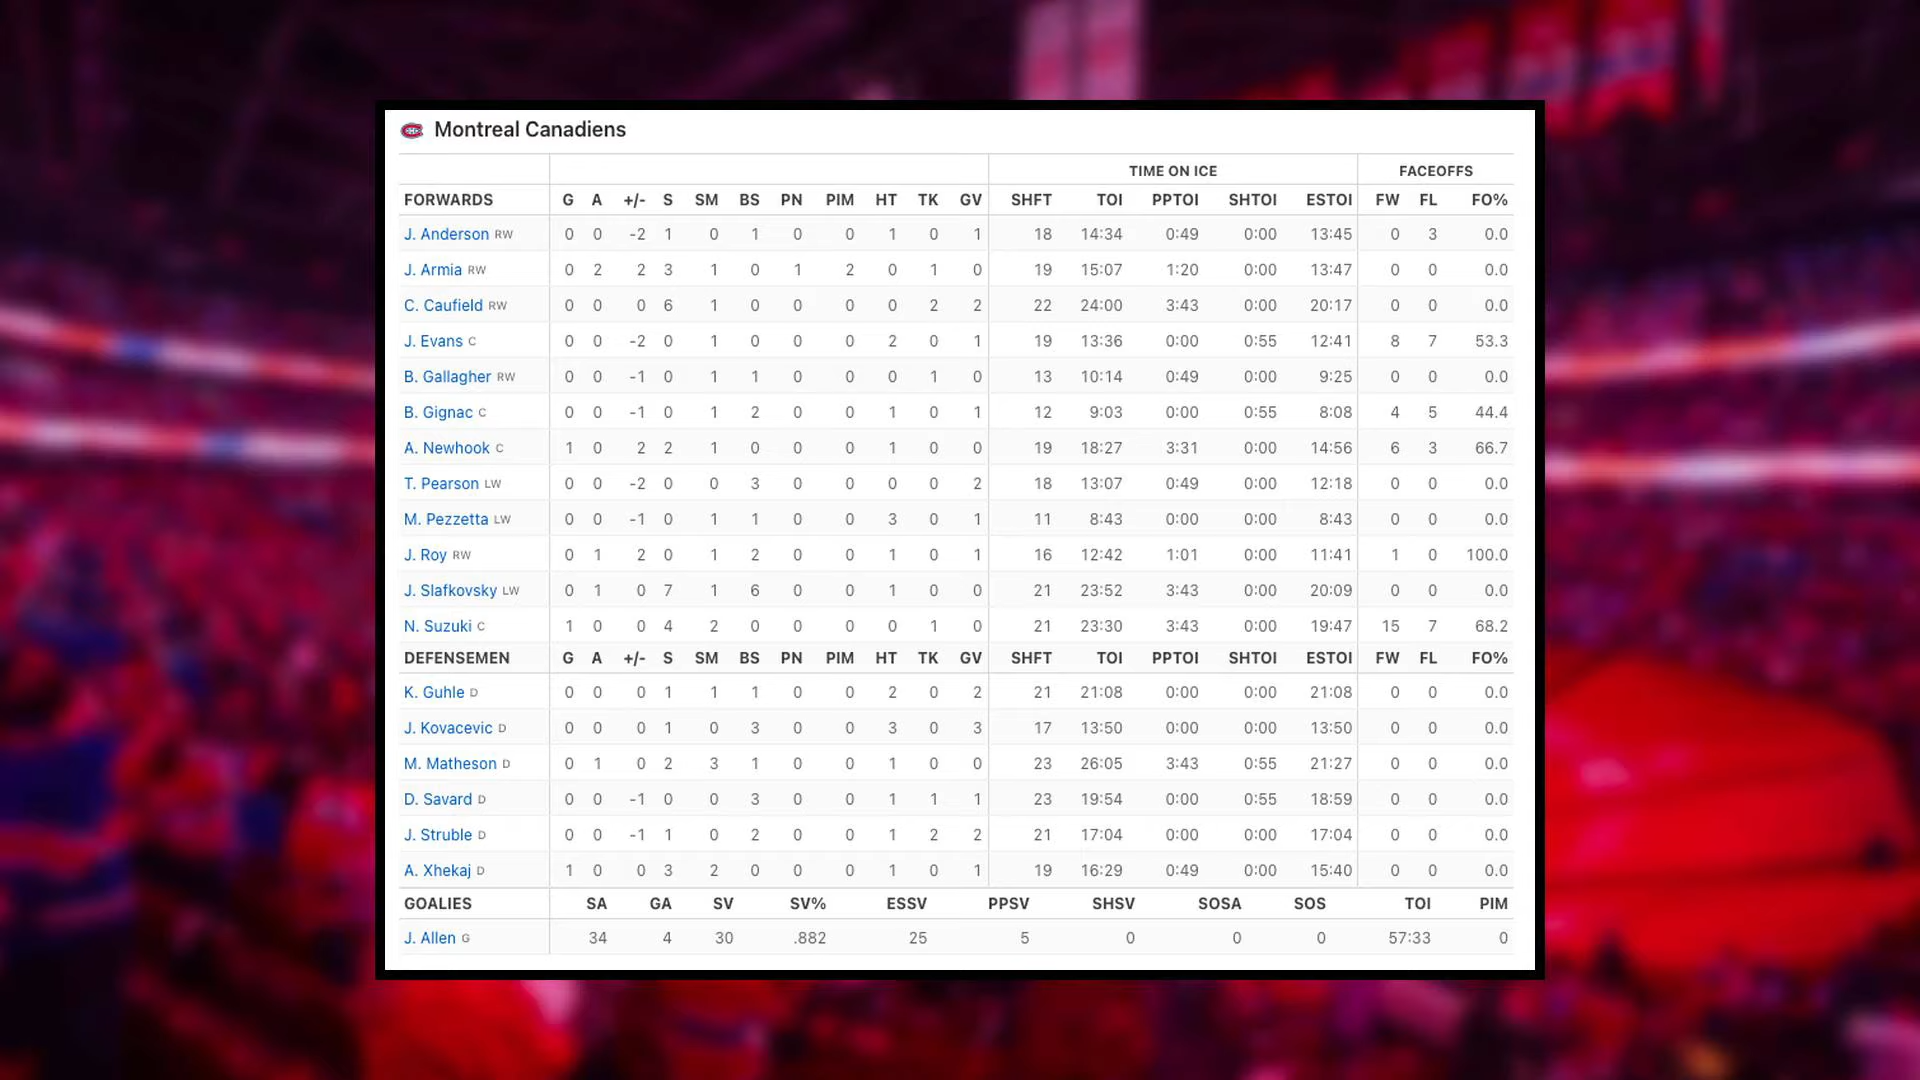 Montreal Canadiens
TIME ON ICE FACEOFFS
FORWARDS G A +/- S SM BS PN PIM HT TK GV SHFT TOI PPTOI SHTOI ESTOI FW FL FO%
J. Anderson RW 0 0 -2 1 0 1 0 0 1 0 1 18 14:34 0:49 0:00 13:45 0 3 0.0
J. Armia RW 0 2 2 3 1 0 1 2 0 1 0 19 15:07 1:20 0:00 13:47 0 0 0.0
C. Caufield RW 0 0 0 6 1 0 0 0 0 2 2 22 24:00 3:43 0:00 20:17 0 0 0.0
J. Evans C 0 0 -2 0 1 0 0 0 2 0 1 19 13:36 0:00 0:55 12:41 8 7 53.3
B. Gallagher RW 0 0 -1 0 1 1 0 0 0 1 0 13 10:14 0:49 0:00 9:25 0 0 0.0
B. Gignac C 0 0 -1 0 1 2 0 0 1 0 1 12 9:03 0:00 0:55 8:08 4 5 44.4
A. Newhook C 1 0 2 2 1 0 0 0 1 0 0 19 18:27 3:31 0:00 14:56 6 3 66.7
T. Pearson LW 0 0 -2 0 0 3 0 0 0 0 2 18 13:07 0:49 0:00 12:18 0 0 0.0
M. Pezzetta LW 0 0 -1 0 1 1 0 0 3 0 1 11 8:43 0:00 0:00 8:43 0 0 0.0
J. Roy RW 0 1 2 0 1 2 0 0 1 0 1 16 12:42 1:01 0:00 11:41 1 0 100.0
J. Slafkovsky LW 0 1 0 7 1 6 0 0 1 0 0 21 23:52 3:43 0:00 20:09 0 0 0.0
N. Suzuki C 1 0 0 4 2 0 0 0 0 1 0 21 23:30 3:43 0:00 19:47 15 7 68.2
DEFENSEMEN G A +/- S SM BS PN PIM HT TK GV SHFT TOI PPTOI SHTOI ESTOI FW FL FO%
K. Guhle D 0 0 0 1 1 1 0 0 2 0 2 21 21:08 0:00 0:00 21:08 0 0 0.0
J. Kovacevic D 0 0 0 1 0 3 0 0 3 0 3 17 13:50 0:00 0:00 13:50 0 0 0.0
M. Matheson D 0 1 0 2 3 1 0 0 1 0 0 23 26:05 3:43 0:55 21:27 0 0 0.0
D. Savard D 0 0 -1 0 0 3 0 0 1 1 1 23 19:54 0:00 0:55 18:59 0 0 0.0
J. Struble D 0 0 -1 1 0 2 0 0 1 2 2 21 17:04 0:00 0:00 17:04 0 0 0.0
A. Xhekaj D 1 0 0 3 2 0 0 0 1 0 1 19 16:29 0:49 0:00 15:40 0 0 0.0
GOALIES SA GA SV SV% ESSV PPSV SHSV SOSA SOS TOI PIM
J. Allen G 34 4 30 .882 25 5 0 0 0 57:33 0